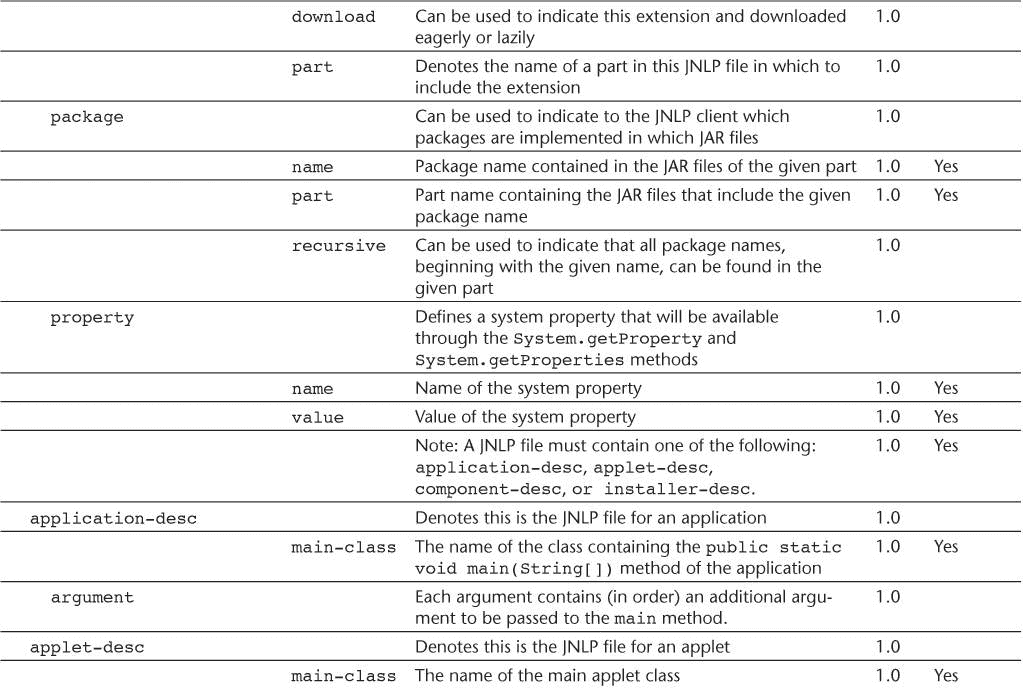 download Can be used to indicate this extension and downloaded 1.0
eagerly or lazily
part Denotes the name of a part in this JNLP file in which to 1.0
include the extension
package Can be used to indicate to the JNLP client which 1.0
packages are implemented in which JAR files
name Package name contained in the JAR files of the given part 1.0 Yes
part Part name containing the JAR files that include the given 1.0 Yes
package name
recursive Can be used to indicate that all package names, 1.0
beginning with the given name, can be found in the
given part
property Defines a system property that will be available 1.0
through the System.getProperty and
System.getProperties methods
name Name of the system property 1.0 Yes
value Value of the system property 1.0 Yes
Note: A JNLP file must contain one of the following: 1.0 Yes
application-desc, applet-desc,
component-desc, or installer-desc.
application-desc Denotes this is the JNLP file for an application 1.0
main-class The name of the class containing the public static 1.0 Yes
void main(String[]) method of the application
argument Each argument contains (in order) an additional argu- 1.0
ment to be passed to the main method.
applet-desc Denotes this is the JNLP file for an applet 1.0
main-class The name of the main applet class 1.0 Yes